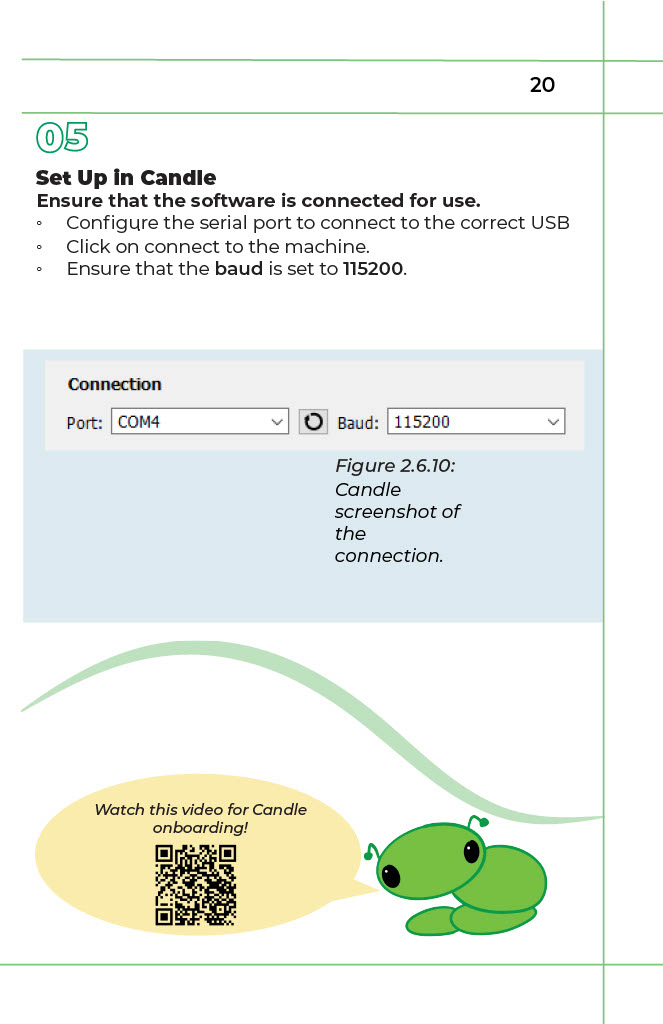 20
05
Set Up in Candle
Ensure that the software is connected for use.
◦ Configure the serial port to connect to the correct USB
◦ Click on connect to the machine.
◦ Ensure that the baud is set to 115200.
Connection
Port: COM4 Baud: 115200
Figure 2.6.10:
Candle
screenshot of
the
connection.
Watch this video for Candle
onboarding!